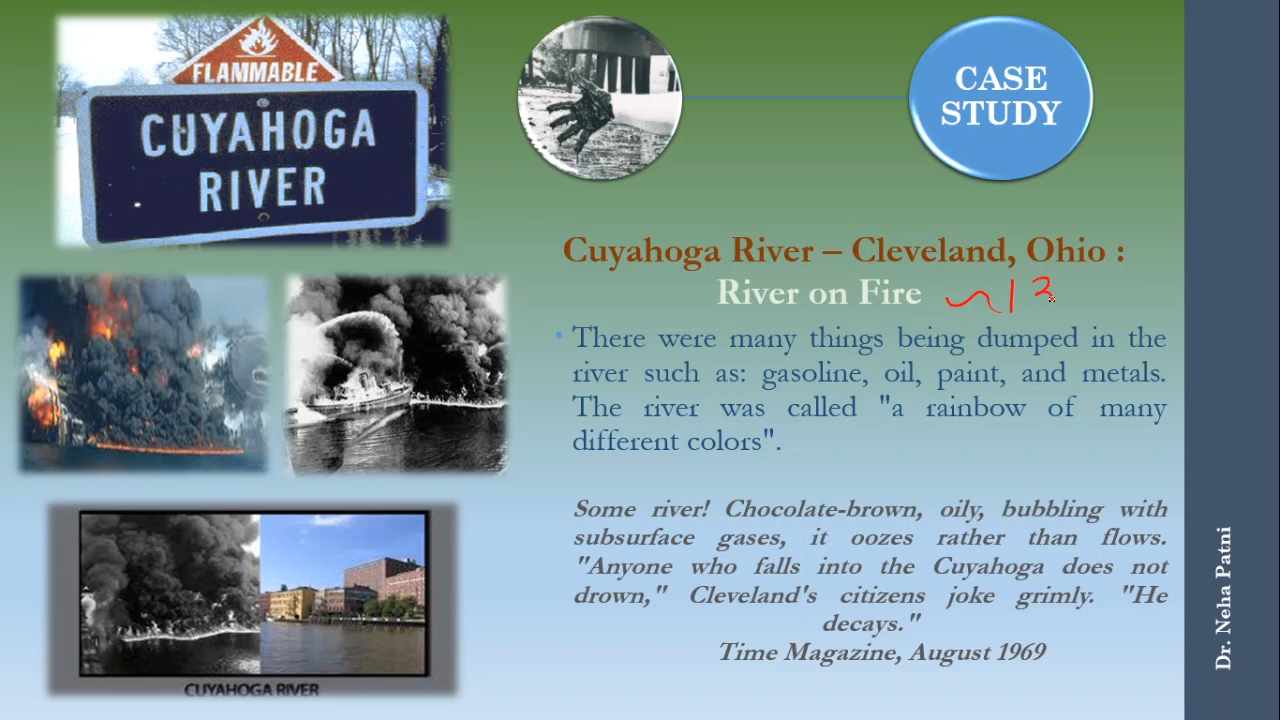 FLAMMABLE
CUYAHOGA
RIVER
CASE
STUDY
Cuyahoga River – Cleveland, Ohio :
River on Fire ~13
• There were many things being dumped in the
river such as: gasoline, oil, paint, and metals.
The river was called "a rainbow of many
different colors".
Some river! Chocolate-brown, oily, bubbling with
subsurface gases, it oozes rather than flows.
"Anyone who falls into the Cuyahoga does not
drown," Cleveland's citizens joke grimly. "He
decays."
Time Magazine, August 1969
CUYAHOGA RIVER
Dr. Neha Patni